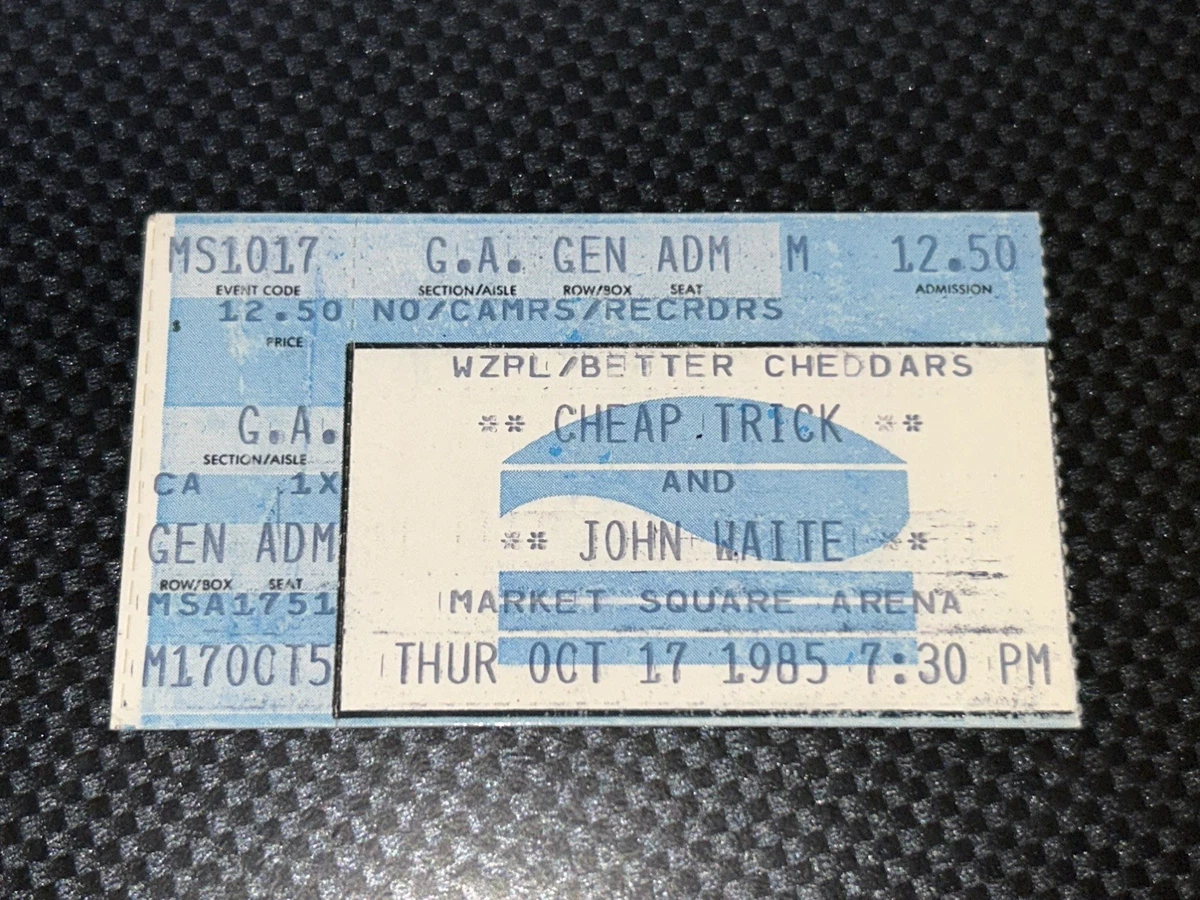 MS1017 G.A. GEN ADM M 12.50
EVENT CODE SECTION/AISLE ROW/BOX SEAT ADMISSION
$ 12.50 NO/CAMRS/RECRDRS
PRICE
WZPL/BETTER CHEDDARS
G.A. ** CHEAP TRICK **
SECTION/AISLE
CA 1X AND
GEN ADM ** JOHN WAITE **
ROW/BOX SEAT
MSA1751 MARKET SQUARE ARENA
M17OCT5 THUR OCT 17 1985 7:30 PM